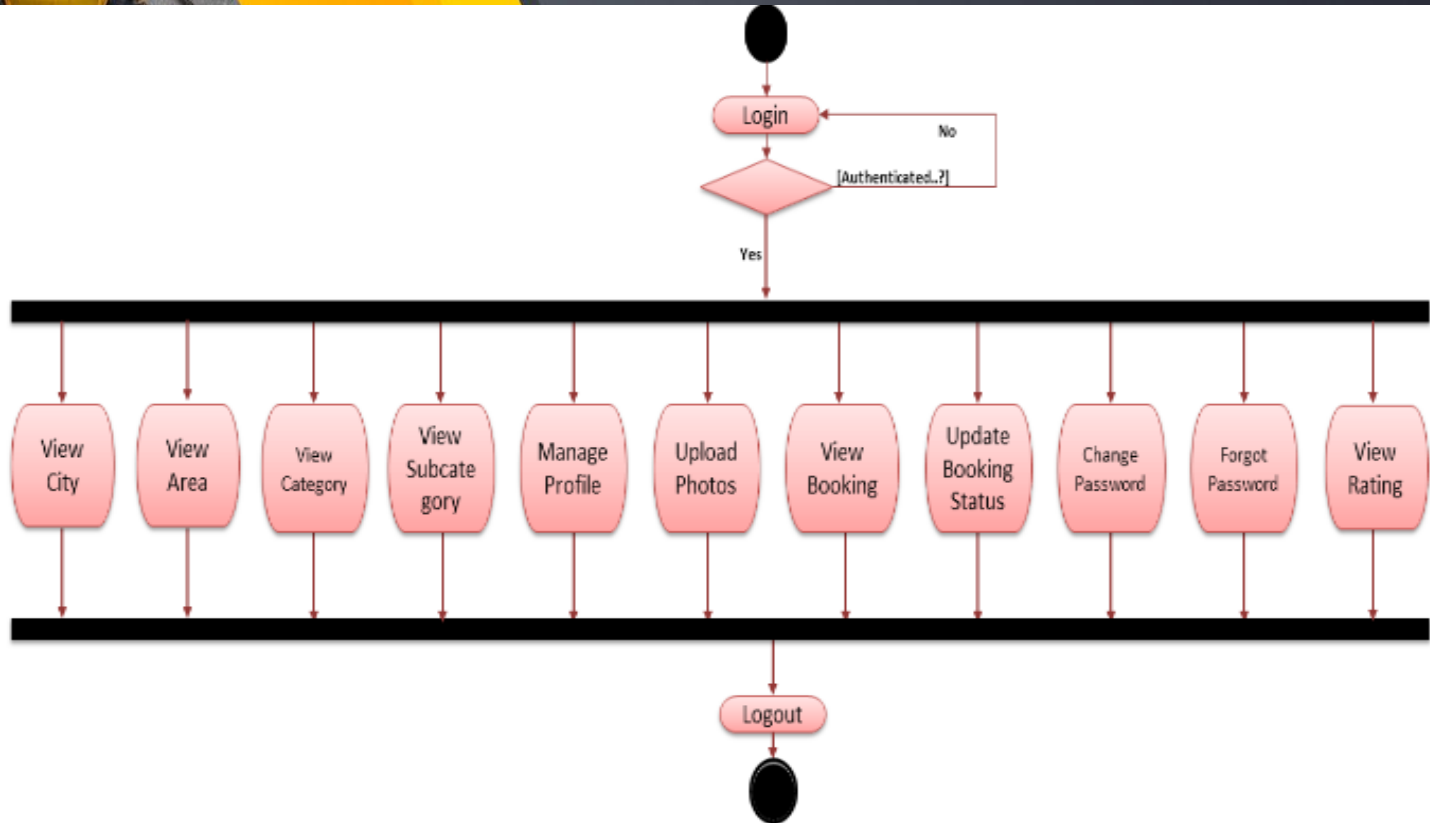 Login
No
[Authenticated..?]
Yes
View
City
View
Area
View
Category
View
Subcate
gory
Manage
Profile
Upload
Photos
View
Booking
Update
Booking
Status
Change
Password
Forgot
Password
View
Rating
Logout